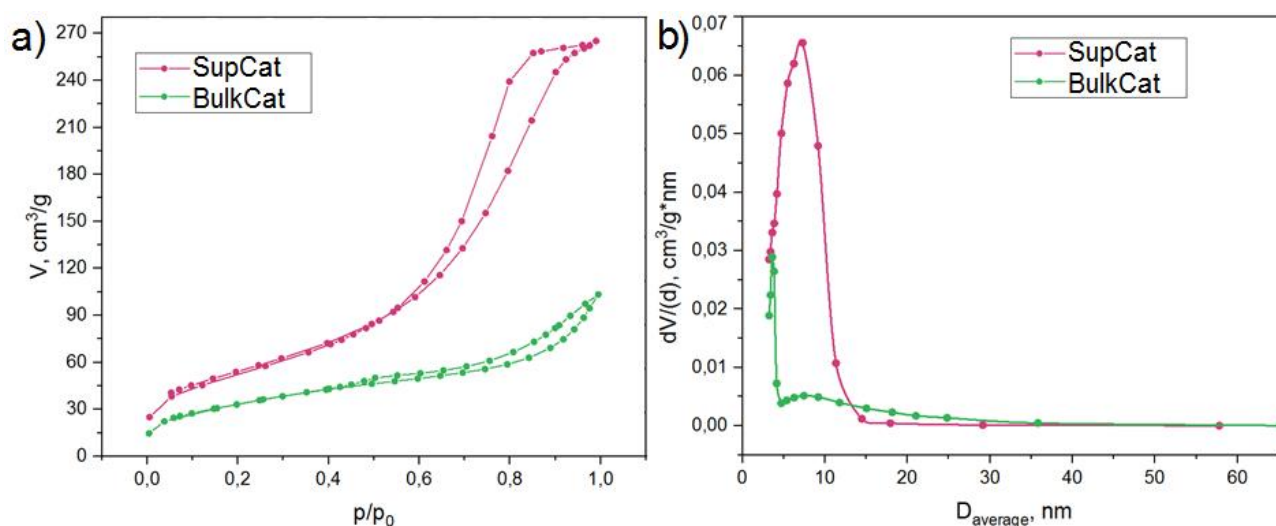 a)
SupCat
BulkCat
V, cm³/g
270
240
210
180
150
120
90
60
30
0
0,0 0,2 0,4 0,6 0,8 1,0
p/p₀
b)
SupCat
BulkCat
dV/(d), cm³/g*nm
0,07
0,06
0,05
0,04
0,03
0,02
0,01
0,00
0 10 20 30 40 50 60
D average, nm